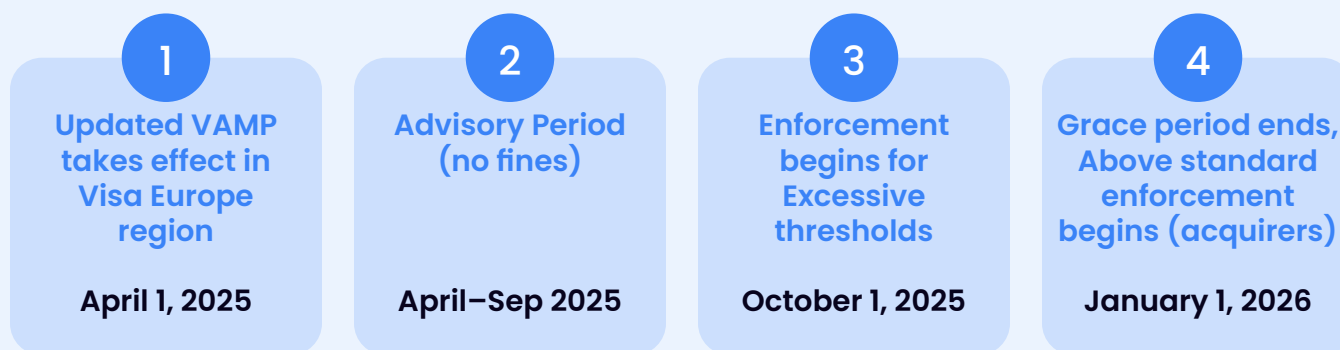 1
Updated VAMP
takes effect in
Visa Europe
region
April 1, 2025
2
Advisory Period
(no fines)
April–Sep 2025
3
Enforcement
begins for
Excessive
thresholds
October 1, 2025
4
Grace period ends,
Above standard
enforcement
begins (acquirers)
January 1, 2026